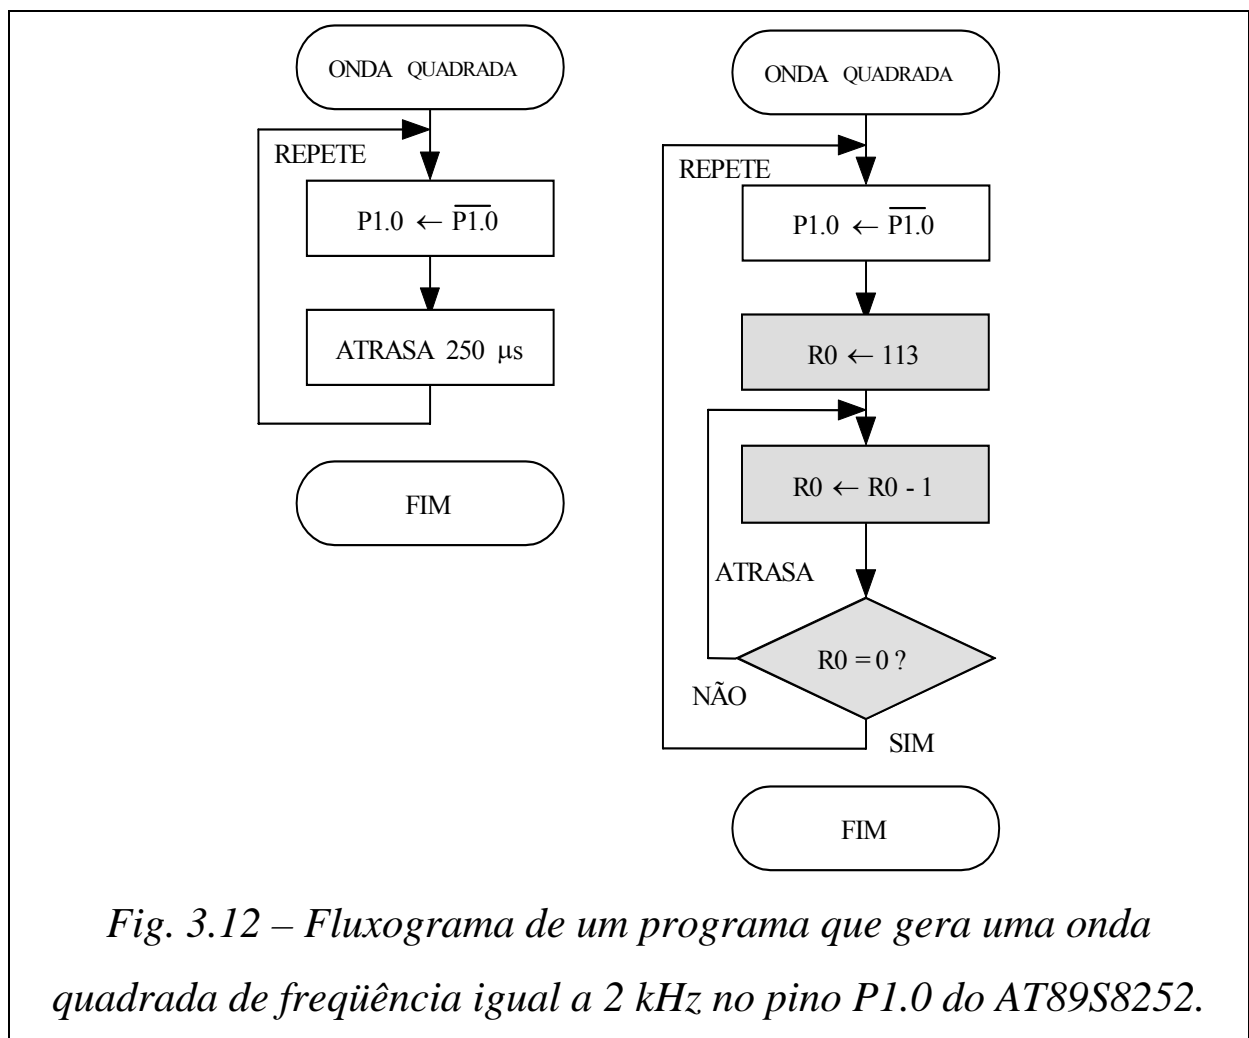 ONDA QUADRADA
REPETE
P1.0 ← P̅1̅.̅0̅
ATRASA 250 μs
FIM
ONDA QUADRADA
REPETE
P1.0 ← P̅1̅.̅0̅
R0 ← 113
R0 ← R0 - 1
ATRASA
R0 = 0 ?
NÃO
SIM
FIM
Fig. 3.12 – Fluxograma de um programa que gera uma onda
quadrada de freqüência igual a 2 kHz no pino P1.0 do AT89S8252.